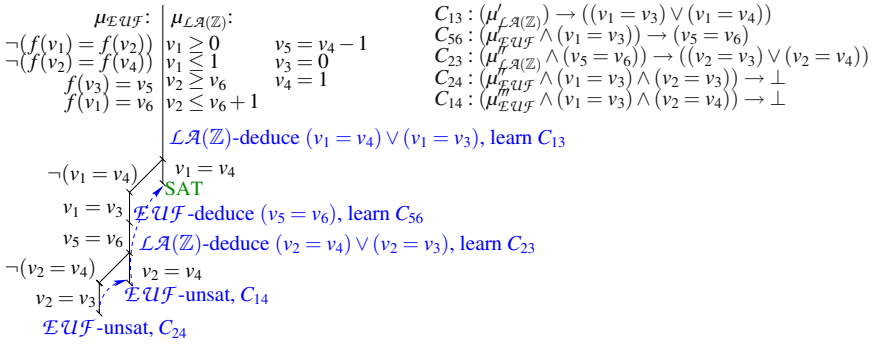 μ_EUF: μ_LA(ℤ):
¬(f(v1) = f(v2)) v1 ≥ 0 v5 = v4 − 1
¬(f(v2) = f(v4)) v1 ≤ 1 v3 = 0
f(v3) = v5 v2 ≥ v6 v4 = 1
f(v1) = v6 v2 ≤ v6 + 1
C13 : (μ′_LA(ℤ)) → ((v1 = v3) ∨ (v1 = v4))
C56 : (μ′_EUF ∧ (v1 = v3)) → (v5 = v6)
C23 : (μ″_LA(ℤ) ∧ (v5 = v6)) → ((v2 = v3) ∨ (v2 = v4))
C24 : (μ″_EUF ∧ (v1 = v3) ∧ (v2 = v3)) → ⊥
C14 : (μ‴_EUF ∧ (v1 = v3) ∧ (v2 = v4)) → ⊥
LA(ℤ)-deduce (v1 = v4) ∨ (v1 = v3), learn C13
¬(v1 = v4) v1 = v4
SAT
v1 = v3 EUF-deduce (v5 = v6), learn C56
v5 = v6 LA(ℤ)-deduce (v2 = v4) ∨ (v2 = v3), learn C23
¬(v2 = v4) v2 = v4
v2 = v3 EUF-unsat, C14
EUF-unsat, C24